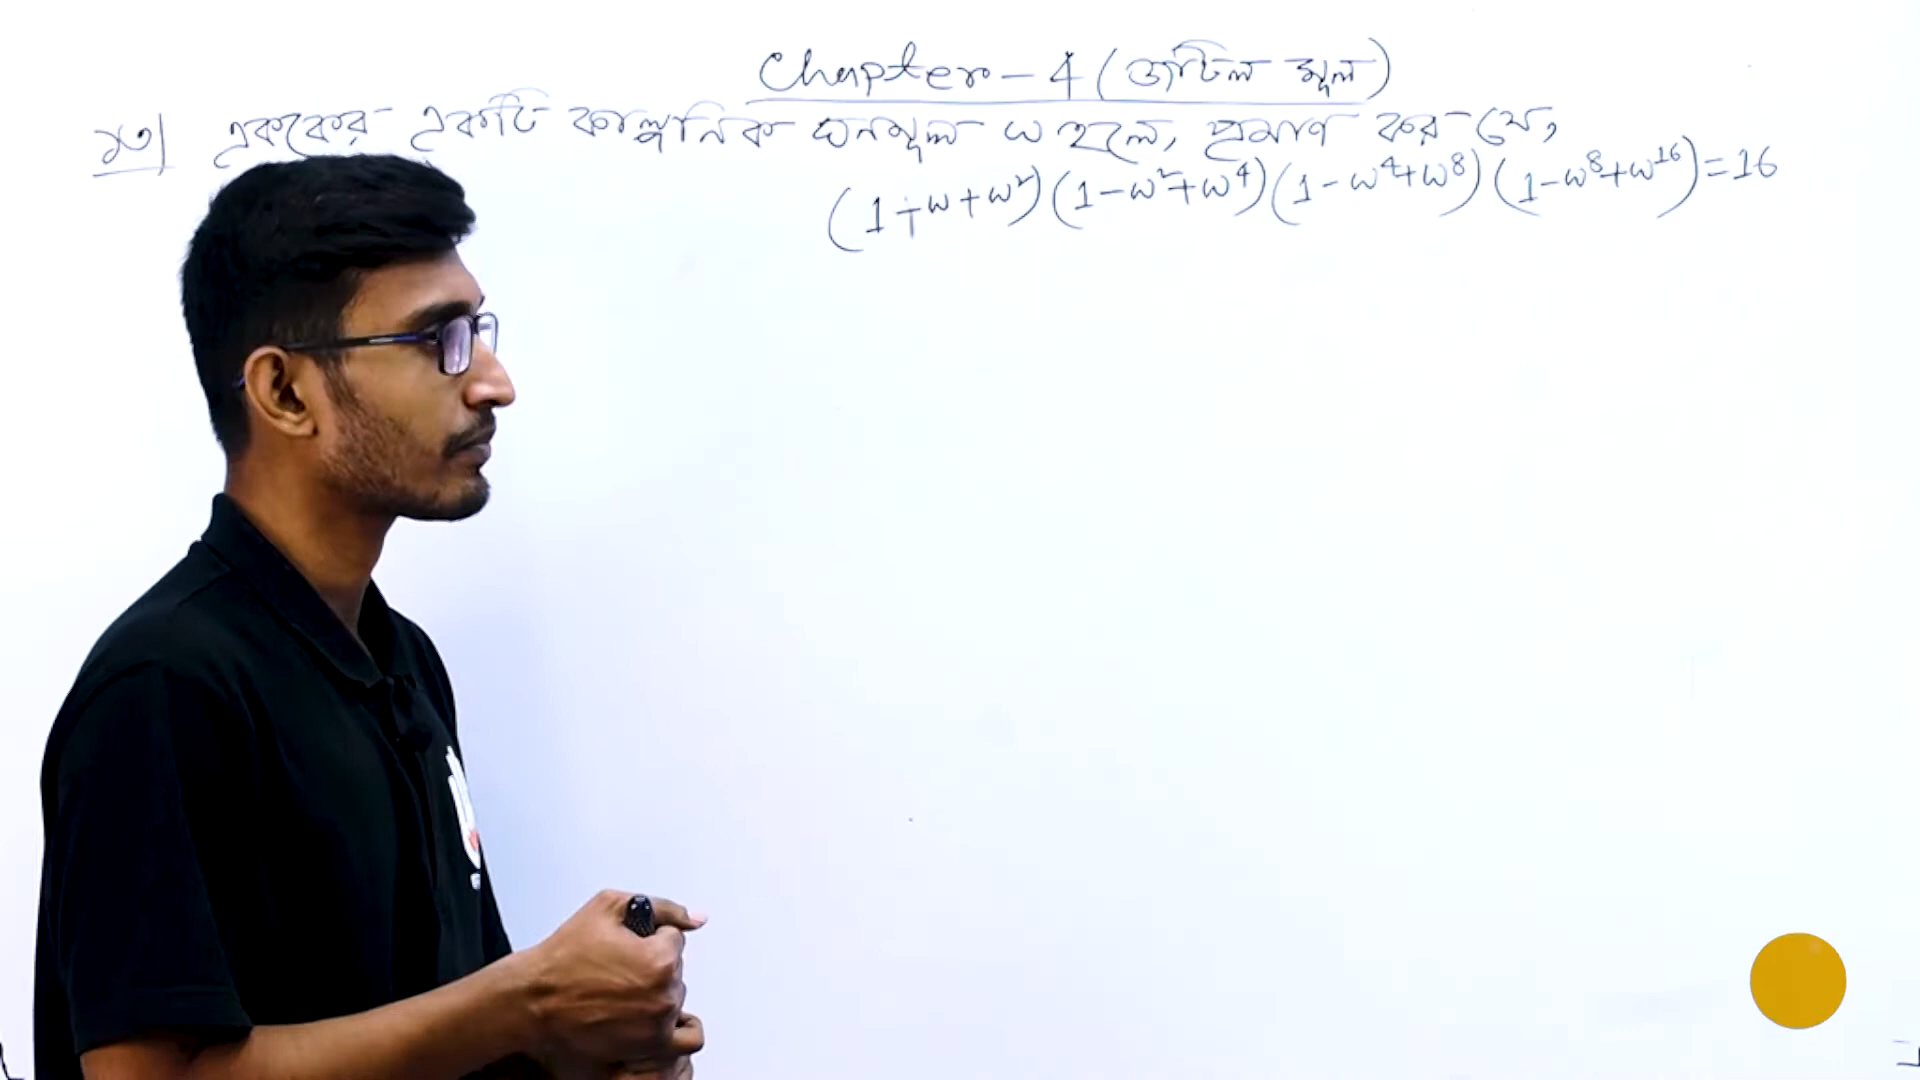 Chapter - 4 (জটিল মূল)
১৩| এককের একটি কাল্পনিক ঘনমূল ω হলে, প্রমাণ কর যে,
(1+ω+ω²)(1-ω²+ω⁴)(1-ω⁴+ω⁸)(1-ω⁸+ω¹⁶)=16